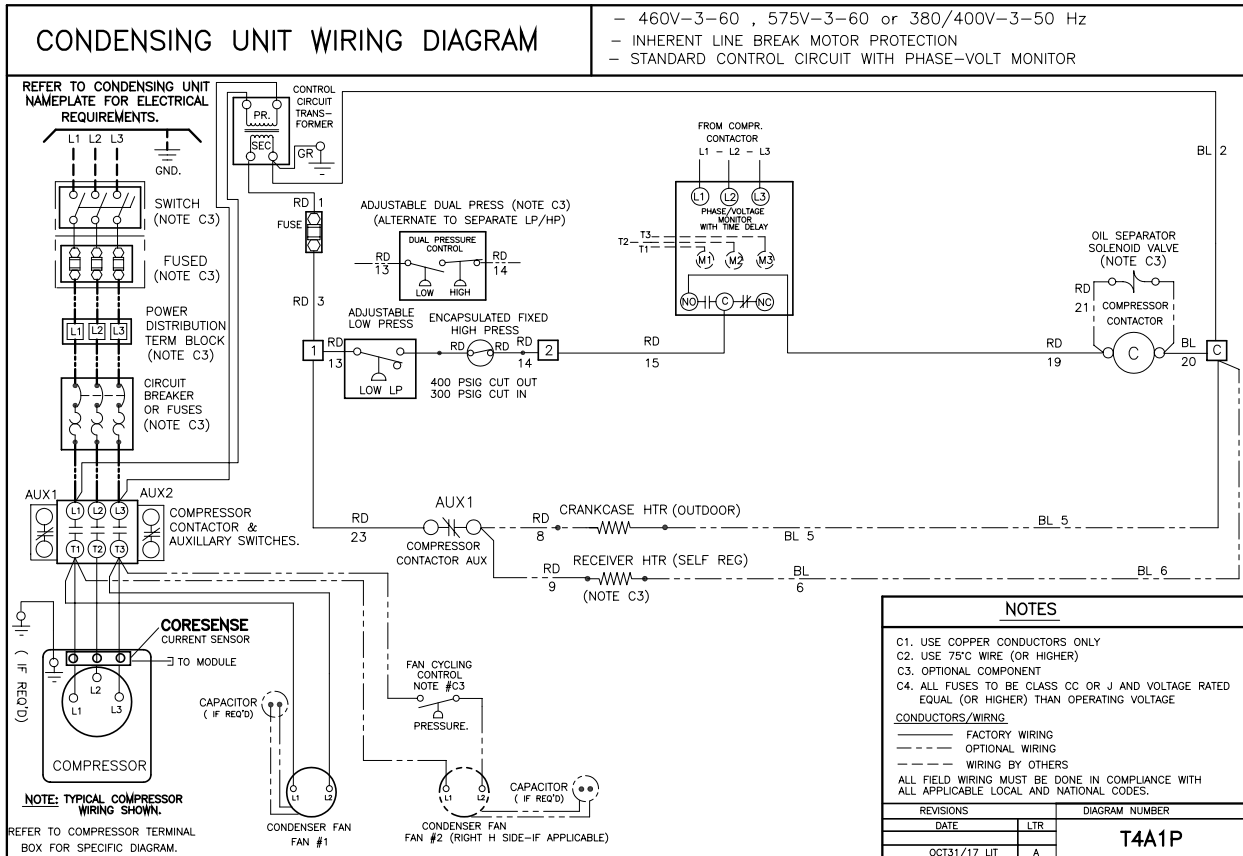 CONDENSING UNIT WIRING DIAGRAM
– 460V–3–60 , 575V–3–60 or 380/400V–3–50 Hz
– INHERENT LINE BREAK MOTOR PROTECTION
– STANDARD CONTROL CIRCUIT WITH PHASE–VOLT MONITOR
REFER TO CONDENSING UNIT
NAMEPLATE FOR ELECTRICAL
REQUIREMENTS.
L1 L2 L3
GND.
SWITCH
(NOTE C3)
FUSED
(NOTE C3)
L1 L2 L3
POWER
DISTRIBUTION
TERM BLOCK
(NOTE C3)
CIRCUIT
BREAKER
OR FUSES
(NOTE C3)
AUX1
AUX2
L1 L2 L3
T1 T2 T3
COMPRESSOR
CONTACTOR &
AUXILLARY SWITCHES.
PR.
SEC
CONTROL
CIRCUIT
TRANS–
FORMER
GR
RD 1
FUSE
RD 3
ADJUSTABLE DUAL PRESS (NOTE C3)
(ALTERNATE TO SEPARATE LP/HP)
DUAL PRESSURE
CONTROL
RD
13
RD
14
LOW HIGH
ADJUSTABLE
LOW PRESS
ENCAPSULATED FIXED
HIGH PRESS
1
RD
13
LOW LP
RD RD
RD
14
2
400 PSIG CUT OUT
300 PSIG CUT IN
RD
15
FROM COMPR.
CONTACTOR
L1 – L2 – L3
L1 L2 L3
PHASE/VOLTAGE
MONITOR
WITH TIME DELAY
T3
T2
T1
M1 M2 M3
NO C NC
BL 2
OIL SEPARATOR
SOLENOID VALVE
(NOTE C3)
RD
21
COMPRESSOR
CONTACTOR
RD
19
C
BL
20
C
RD
23
AUX1
COMPRESSOR
CONTACTOR AUX
RD
8
CRANKCASE HTR (OUTDOOR)
BL 5
BL 5
RD
9
RECEIVER HTR (SELF REG)
(NOTE C3)
BL
6
BL 6
( IF REQ'D)
CORESENSE
CURRENT SENSOR
TO MODULE
L2
L1 L3
COMPRESSOR
NOTE: TYPICAL COMPRESSOR
WIRING SHOWN.
REFER TO COMPRESSOR TERMINAL
BOX FOR SPECIFIC DIAGRAM.
CAPACITOR
( IF REQ'D)
L1 L2
CONDENSER FAN
FAN #1
FAN CYCLING
CONTROL
NOTE #C3
PRESSURE.
L1 L2
CAPACITOR
( IF REQ'D)
CONDENSER FAN
FAN #2 (RIGHT H SIDE–IF APPLICABLE)
NOTES
C1. USE COPPER CONDUCTORS ONLY
C2. USE 75°C WIRE (OR HIGHER)
C3. OPTIONAL COMPONENT
C4. ALL FUSES TO BE CLASS CC OR J AND VOLTAGE RATED
EQUAL (OR HIGHER) THAN OPERATING VOLTAGE
CONDUCTORS/WIRNG
FACTORY WIRING
OPTIONAL WIRING
WIRING BY OTHERS
ALL FIELD WIRING MUST BE DONE IN COMPLIANCE WITH
ALL APPLICABLE LOCAL AND NATIONAL CODES.
REVISIONS
DIAGRAM NUMBER
DATE LTR
T4A1P
OCT31/17 LIT A